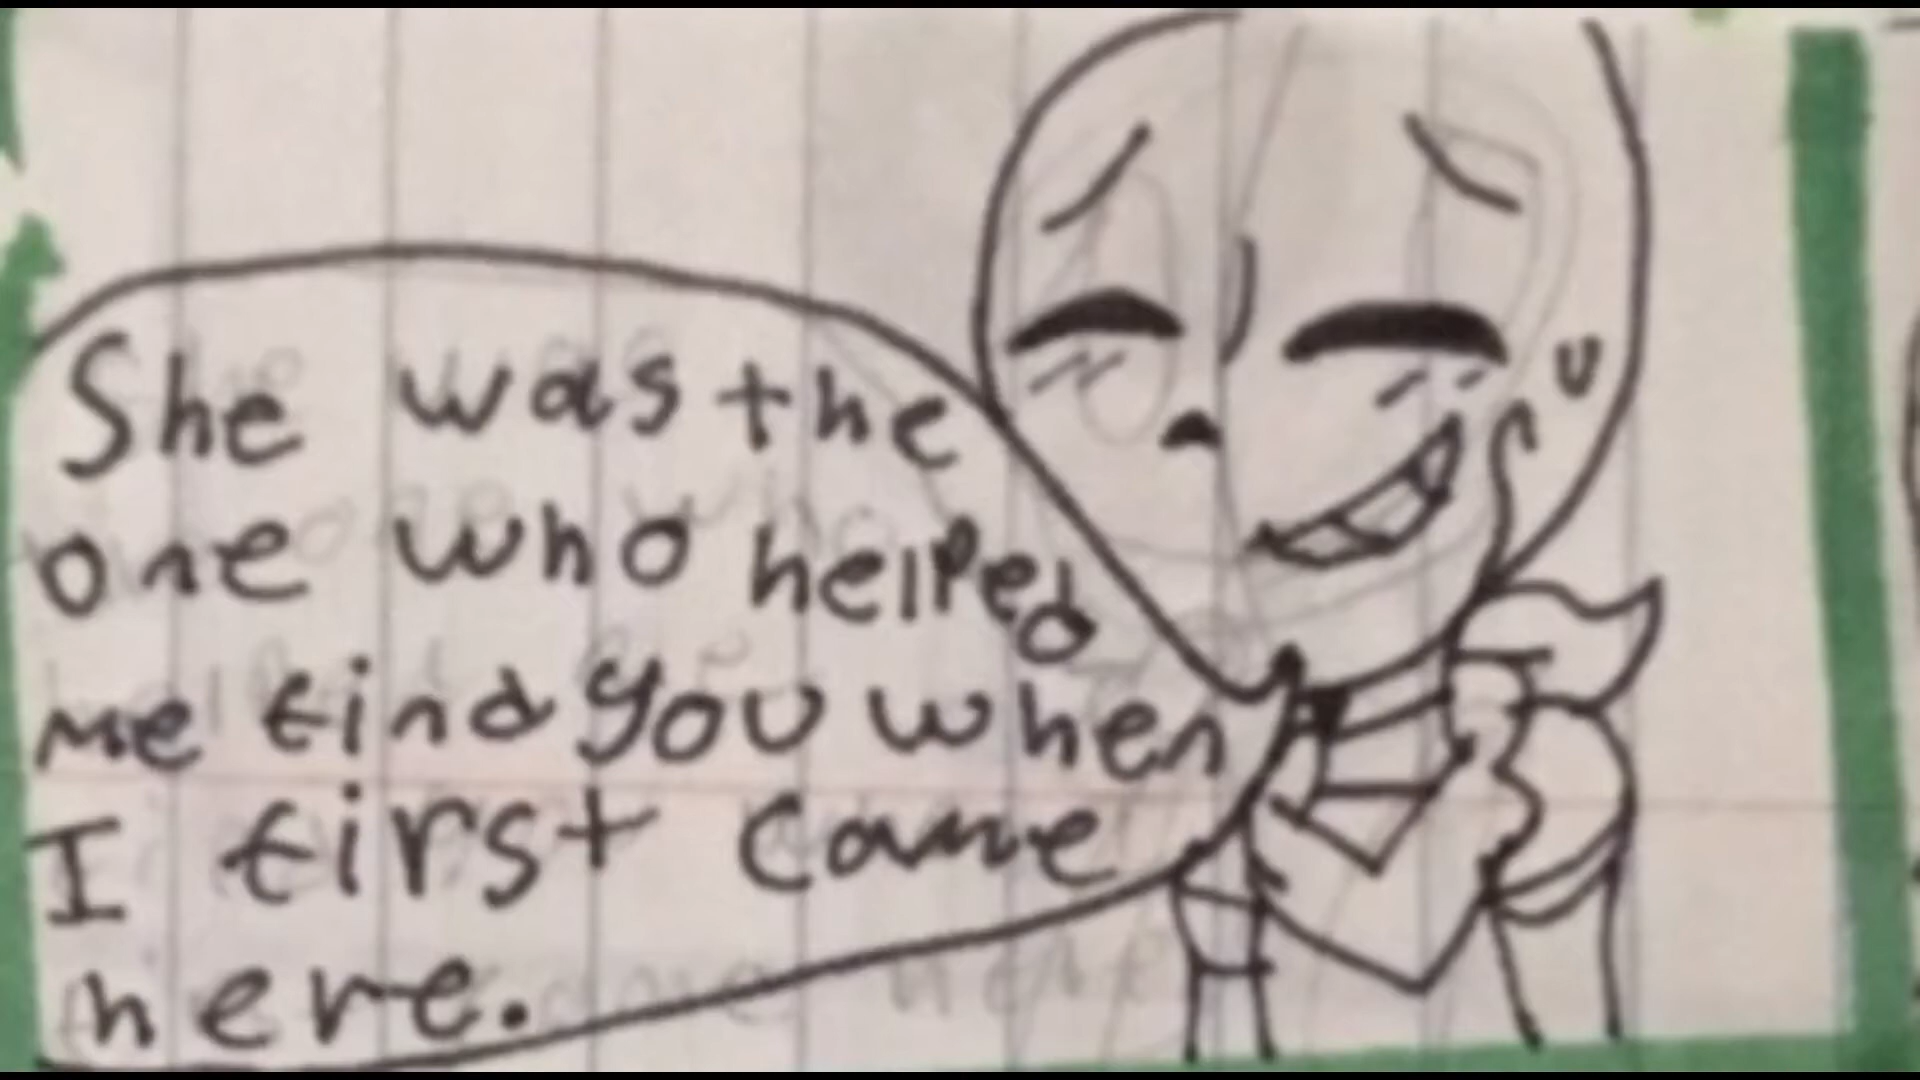 She was the
one who helped
me find you when
I first came
here.